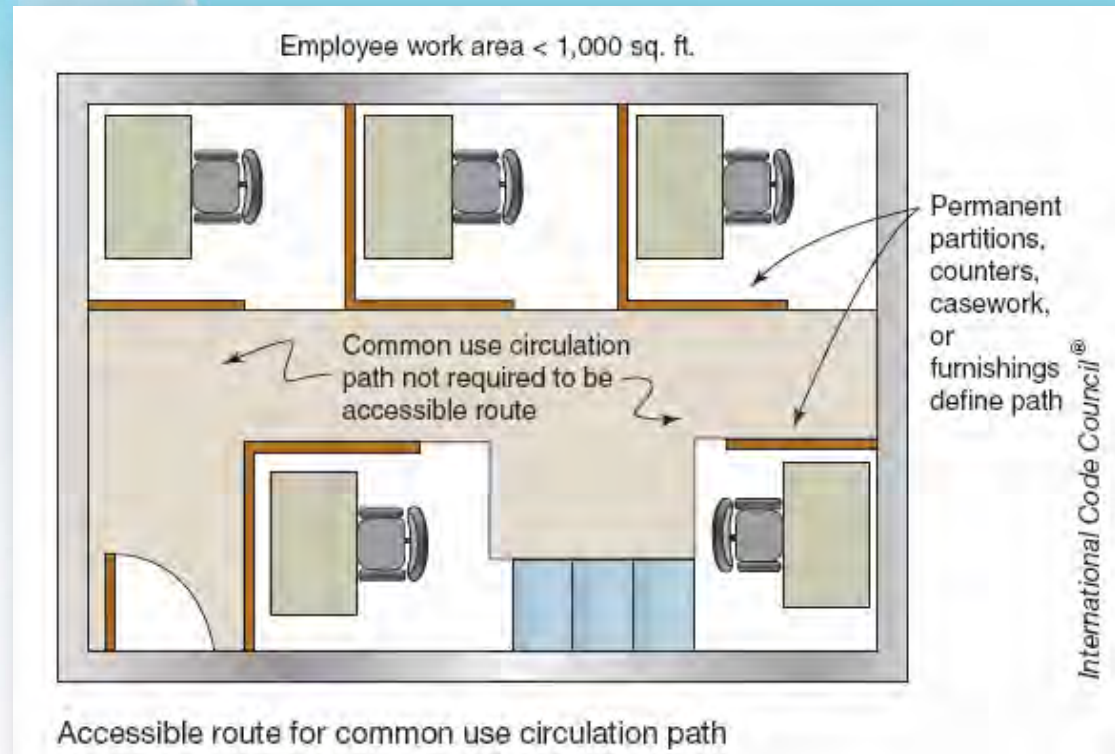 Employee work area < 1,000 sq. ft.
Permanent
partitions,
counters,
casework,
or
furnishings
define path
Common use circulation
path not required to be
accessible route
International Code Council®
Accessible route for common use circulation path